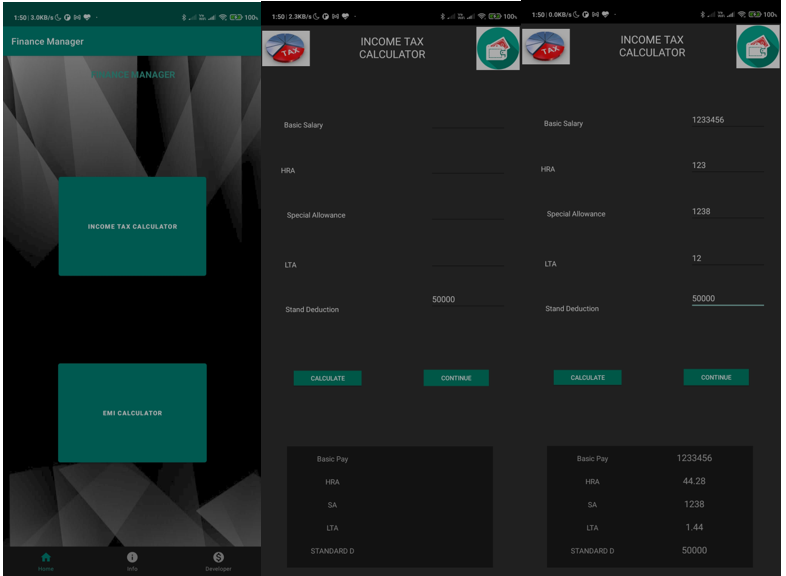 1:50 | 3.0KB/s
100%
Finance Manager
FINANCE MANAGER
INCOME TAX CALCULATOR
EMI CALCULATOR
Home
Info
Developer
1:50 | 2.3KB/s
100%
TAX
INCOME TAX
CALCULATOR
Basic Salary
HRA
Special Allowance
LTA
Stand Deduction
50000
CALCULATE
CONTINUE
Basic Pay
HRA
SA
LTA
STANDARD D
1:50 | 0.0KB/s
100%
TAX
INCOME TAX
CALCULATOR
Basic Salary
1233456
HRA
123
Special Allowance
1238
LTA
12
Stand Deduction
50000
CALCULATE
CONTINUE
Basic Pay 1233456
HRA 44.28
SA 1238
LTA 1.44
STANDARD D 50000